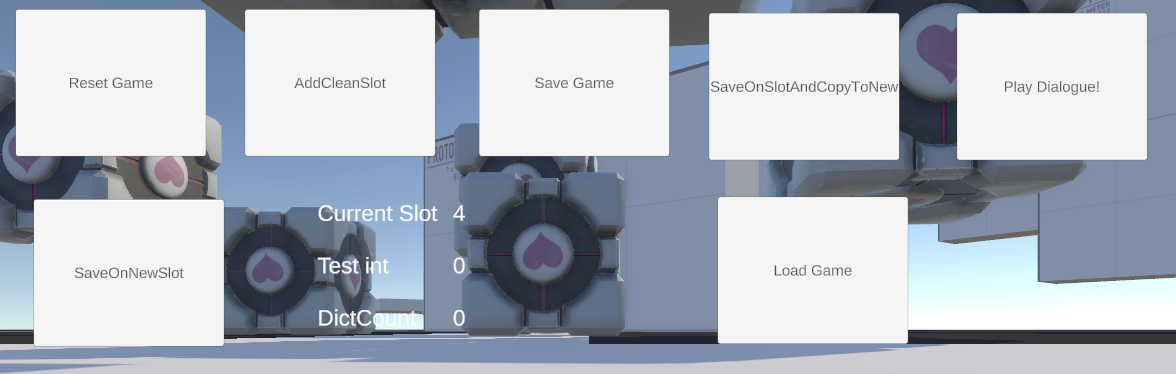 Reset Game
AddCleanSlot
Save Game
SaveOnSlotAndCopyToNew
Play Dialogue!
PROTO
SaveOnNewSlot
Current Slot 4
Test int 0
DictCount 0
Load Game